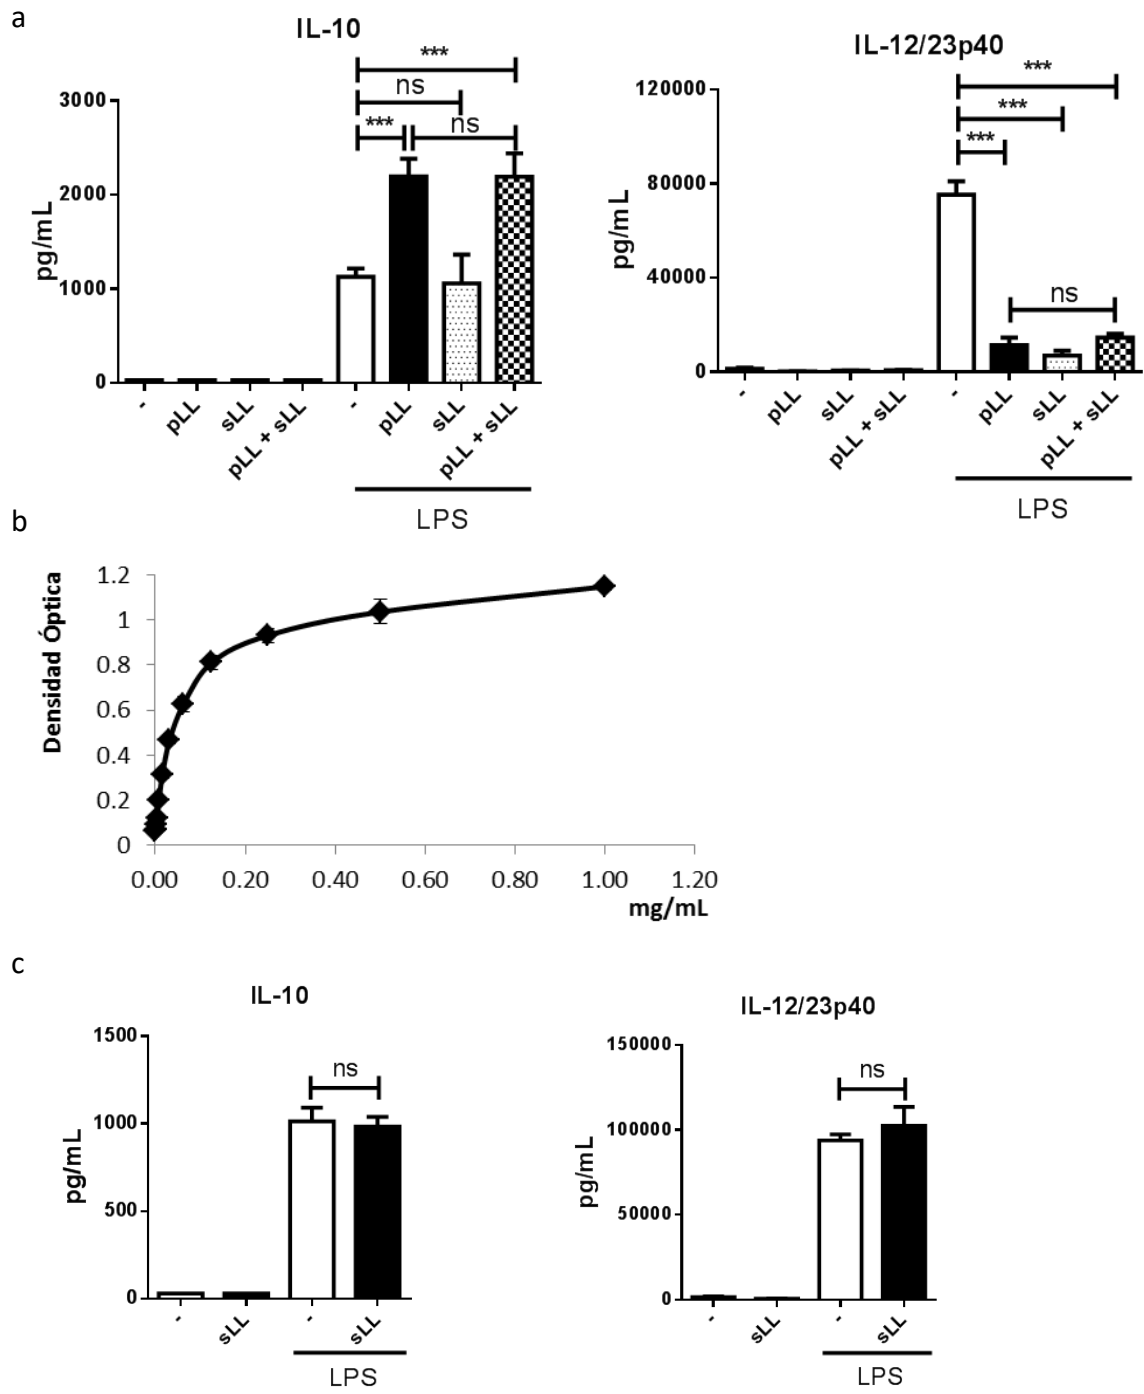 a
IL-10
IL-12/23p40
***
ns
*** ns
3000
2000
1000
0
pg/mL
- pLL sLL pLL + sLL - pLL sLL pLL + sLL
LPS
***
***
***
ns
120000
80000
40000
0
pg/mL
- pLL sLL pLL + sLL - pLL sLL pLL + sLL
LPS
b
1.2
1
0.8
0.6
0.4
0.2
0
Densidad Óptica
0.00 0.20 0.40 0.60 0.80 1.00 1.20
mg/mL
c
IL-10
ns
1500
1000
500
0
pg/mL
- sLL - sLL
LPS
IL-12/23p40
ns
150000
100000
50000
0
pg/mL
- sLL - sLL
LPS